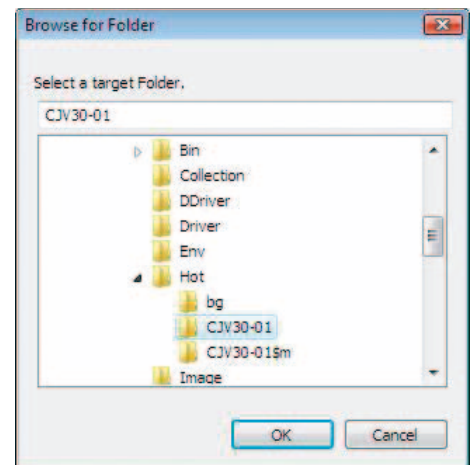 Browse for Folder
Select a target Folder.
CJV30-01
Bin
Collection
DDriver
Driver
Env
Hot
bg
CJV30-01
CJV30-01$m
Image
OK
Cancel